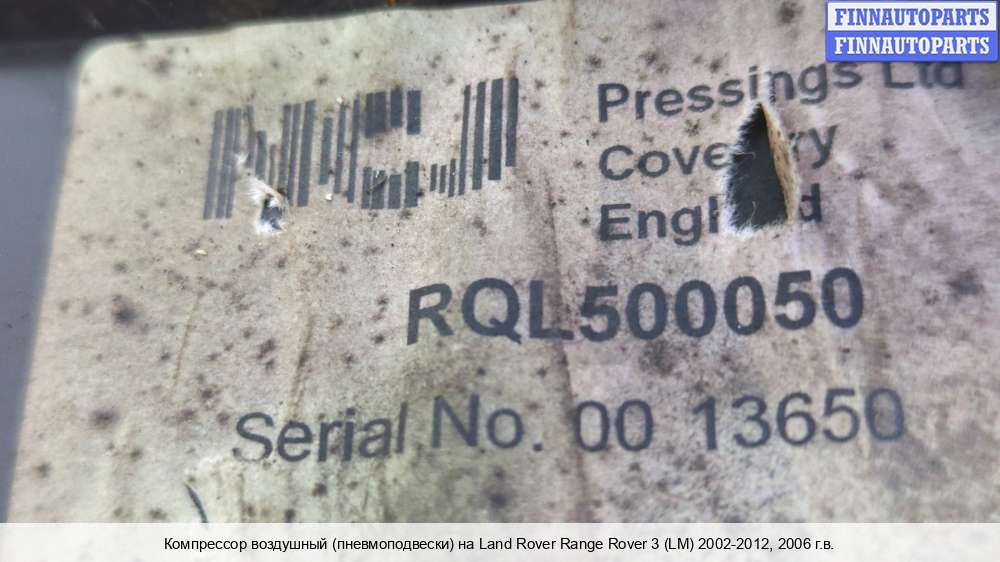 FINNAUTOPARTS
FINNAUTOPARTS
NCJ
Pressings Ltd
Coventry
England
RQL500050
Serial No. 00 13650
Компрессор воздушный (пневмоподвески) на Land Rover Range Rover 3 (LM) 2002-2012, 2006 г.в.